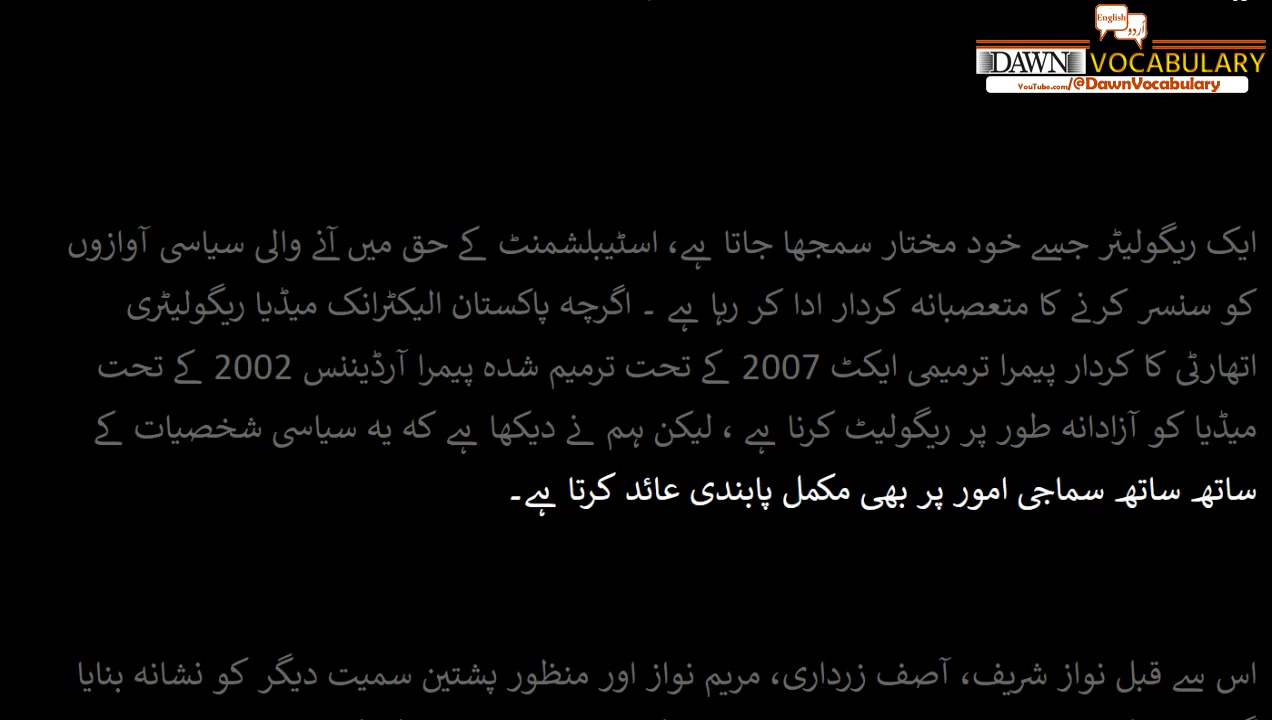 English
اُردو
DAWN VOCABULARY
YouTube.com/@DawnVocabulary
ایک ریگولیٹر جسے خود مختار سمجھا جاتا ہے، اسٹیبلشمنٹ کے حق میں آنے والی سیاسی آوازوں
کو سنسر کرنے کا متعصبانہ کردار ادا کر رہا ہے ۔ اگرچہ پاکستان الیکٹرانک میڈیا ریگولیٹری
اتھارٹی کا کردار پیمرا ترمیمی ایکٹ 2007 کے تحت ترمیم شدہ پیمرا آرڈیننس 2002 کے تحت
میڈیا کو آزادانہ طور پر ریگولیٹ کرنا ہے ، لیکن ہم نے دیکھا ہے کہ یہ سیاسی شخصیات کے
ساتھ ساتھ سماجی امور پر بھی مکمل پابندی عائد کرتا ہے۔
اس سے قبل نواز شریف، آصف زرداری، مریم نواز اور منظور پشتین سمیت دیگر کو نشانہ بنایا